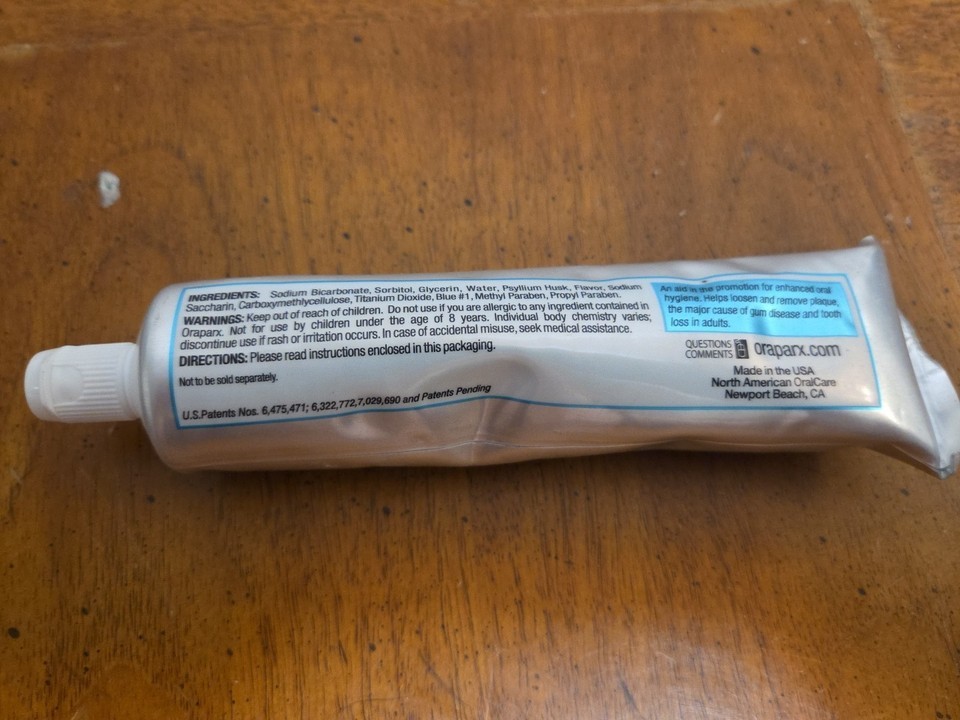 INGREDIENTS: Sodium Bicarbonate, Sorbitol, Glycerin, Water, Psyllium Husk, Flavor, Sodium
Saccharin, Carboxymethlycellulose, Titanium Dioxide, Blue #1, Methyl Paraben, Propyl Paraben.
WARNINGS: Keep out of reach of children. Do not use if you are allergic to any ingredient contained in
Oraparx. Not for use by children under the age of 8 years. Individual body chemistry varies;
discontinue use if rash or irritation occurs. In case of accidental misuse, seek medical assistance.
DIRECTIONS: Please read instructions enclosed in this packaging.
Not to be sold separately.
U.S.Patents Nos. 6,475,471; 6,322,772,7,029,690 and Patents Pending
An aid in the promotion for enhanced oral
hygiene. Helps loosen and remove plaque,
the major cause of gum disease and tooth
loss in adults.
QUESTIONS
COMMENTS
oraparx.com
Made in the USA
North American OralCare
Newport Beach, CA